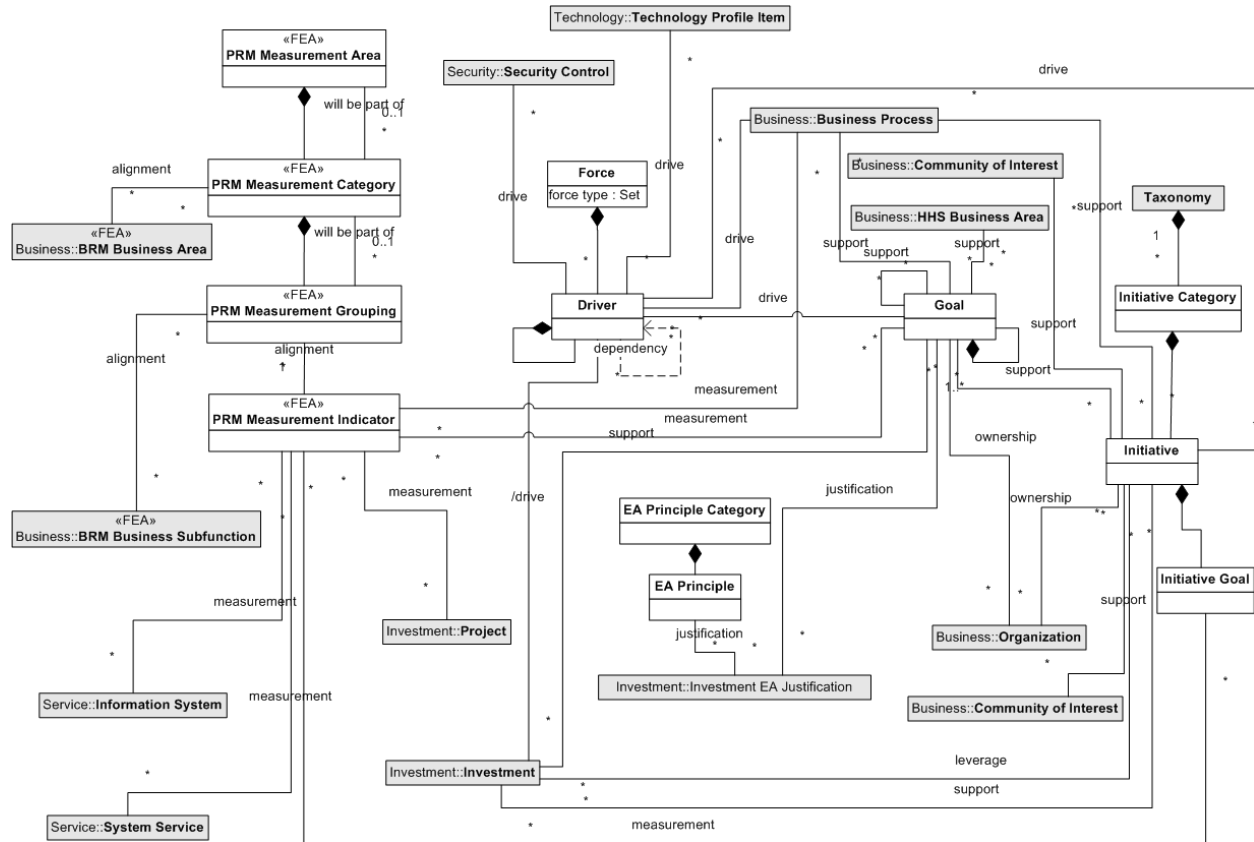 Technology::Technology Profile Item
«FEA»
PRM Measurement Area
Security::Security Control
drive
will be part of
0..1
*
*
*
*
Business::Business Process
*
alignment
«FEA»
PRM Measurement Category
*
*
drive
Force
force type : Set
drive
*
Business::Community of Interest
*
Taxonomy
*
support
1
*
«FEA»
Business::BRM Business Area
will be part of
0..1
*
Business::HHS Business Area
drive
support
support
support
*
*
*
*
*
*
*
*
«FEA»
PRM Measurement Grouping
Driver
drive
Goal
Initiative Category
*
*
*
alignment
alignment
1
*
dependency
*
*
support
support
*
*
*
*
1..*
«FEA»
PRM Measurement Indicator
measurement
measurement
support
*
*
*
*
*
*
ownership
Initiative
measurement
/drive
justification
ownership
*
*
*
*
*
*
*
«FEA»
Business::BRM Business Subfunction
EA Principle Category
*
*
*
*
measurement
EA Principle
support
Initiative Goal
*
*
*
Investment::Project
justification
*
*
*
Business::Organization
*
Investment::Investment EA Justification
*
*
Service::Information System
measurement
Business::Community of Interest
*
*
Investment::Investment
leverage
*
*
*
support
Service::System Service
*
measurement